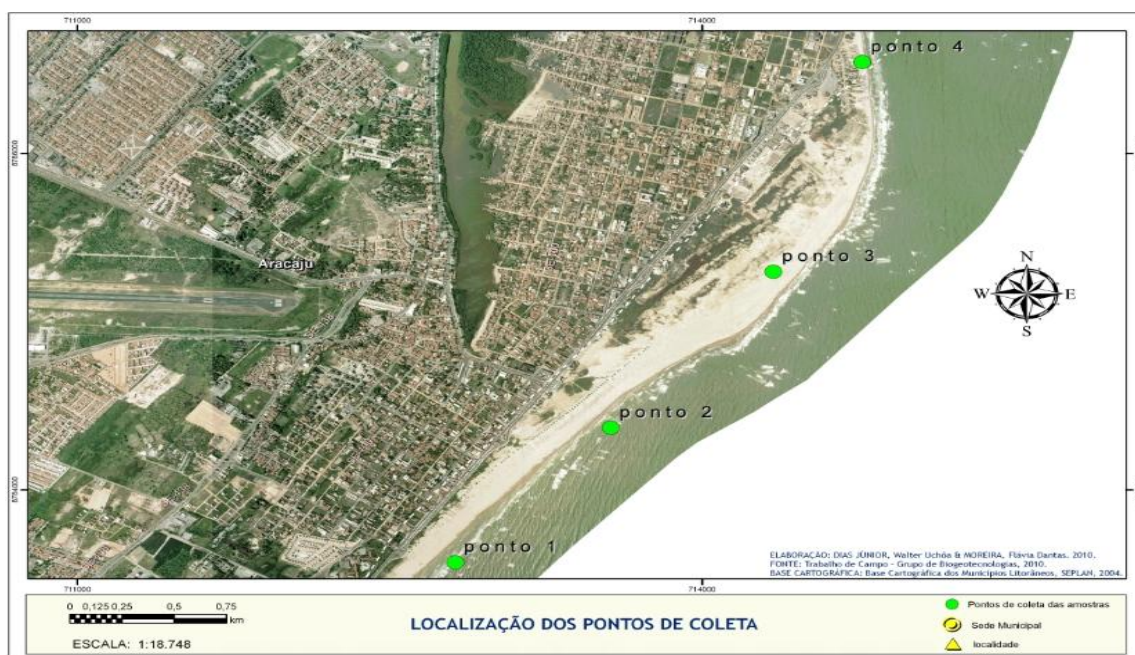 711000
714000
ponto 4
8786000
Aracaju
ponto 3
N
W
E
S
ponto 2
8784000
ponto 1
ELABORAÇÃO: DIAS JÚNIOR, Walter Uchôa & MOREIRA, Flávia Dantas. 2010.
FONTE: Trabalho de Campo - Grupo de Biogeotecnologias, 2010.
BASE CARTOGRÁFICA: Base Cartográfica dos Municípios Litorâneos, SEPLAN, 2004.
711000
714000
0 0,125 0,25 0,5 0,75
km
ESCALA: 1:18.748
LOCALIZAÇÃO DOS PONTOS DE COLETA
Pontos de coleta das amostras
Sede Municipal
localidade